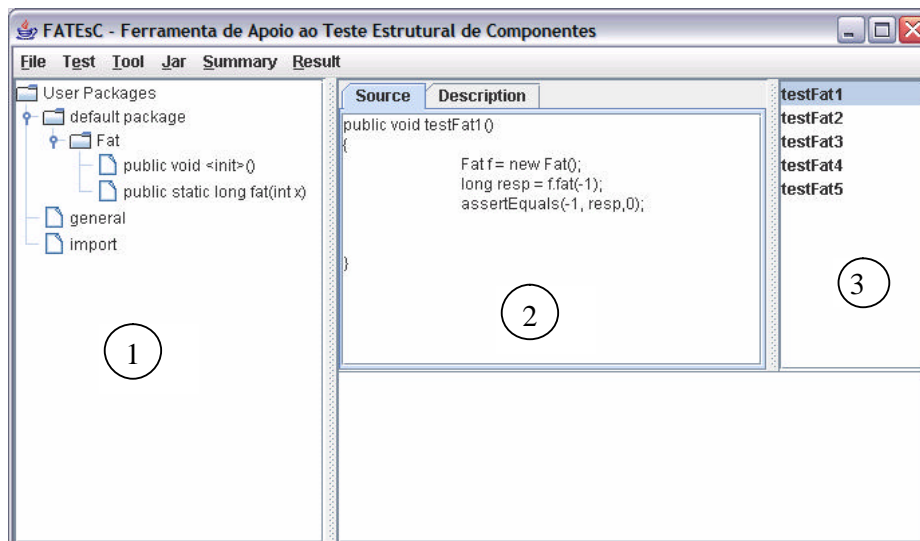 FATEsC - Ferramenta de Apoio ao Teste Estrutural de Componentes
File Test Tool Jar Summary Result
User Packages
default package
Fat
public void <init>()
public static long fat(int x)
general
import
1
Source Description
public void testFat1()
{
Fat f = new Fat();
long resp = f.fat(-1);
assertEquals(-1, resp,0);
}
2
testFat1
testFat2
testFat3
testFat4
testFat5
3